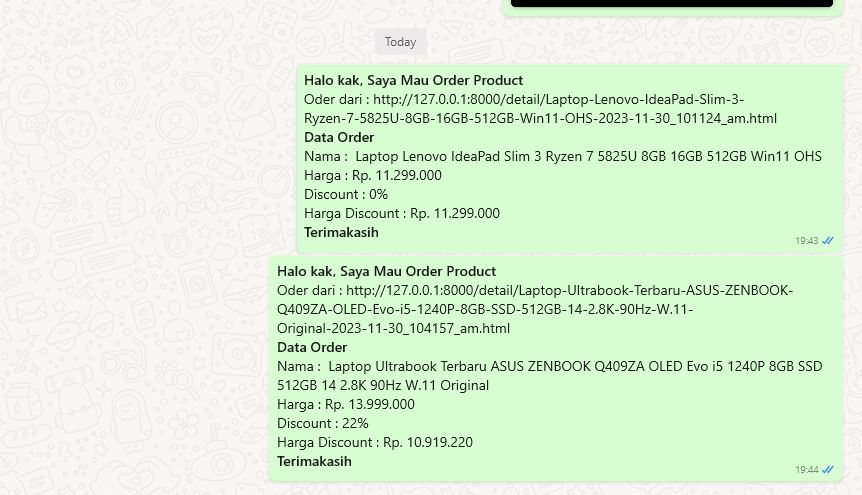 Today
Halo kak, Saya Mau Order Product
Oder dari : http://127.0.0.1:8000/detail/Laptop-Lenovo-IdeaPad-Slim-3-
Ryzen-7-5825U-8GB-16GB-512GB-Win11-OHS-2023-11-30_101124_am.html
Data Order
Nama :  Laptop Lenovo IdeaPad Slim 3 Ryzen 7 5825U 8GB 16GB 512GB Win11 OHS
Harga : Rp. 11.299.000
Discount : 0%
Harga Discount : Rp. 11.299.000
Terimakasih
19:43
Halo kak, Saya Mau Order Product
Oder dari : http://127.0.0.1:8000/detail/Laptop-Ultrabook-Terbaru-ASUS-ZENBOOK-
Q409ZA-OLED-Evo-i5-1240P-8GB-SSD-512GB-14-2.8K-90Hz-W.11-
Original-2023-11-30_104157_am.html
Data Order
Nama :  Laptop Ultrabook Terbaru ASUS ZENBOOK Q409ZA OLED Evo i5 1240P 8GB SSD
512GB 14 2.8K 90Hz W.11 Original
Harga : Rp. 13.999.000
Discount : 22%
Harga Discount : Rp. 10.919.220
Terimakasih
19:44